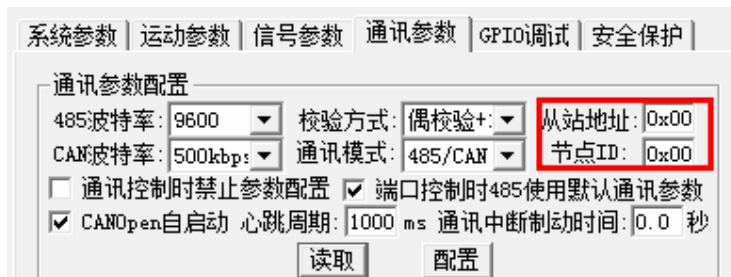 系统参数 运动参数 信号参数 通讯参数 GPIO调试 安全保护
通讯参数配置
485波特率: 9600 校验方式: 偶校验+ 从站地址: 0x00
CAN波特率: 500kbp 通讯模式: 485/CAN 节点ID: 0x00
通讯控制时禁止参数配置 端口控制时485使用默认通讯参数
CANOpen自启动 心跳周期: 1000 ms 通讯中断制动时间: 0.0 秒
读取 配置